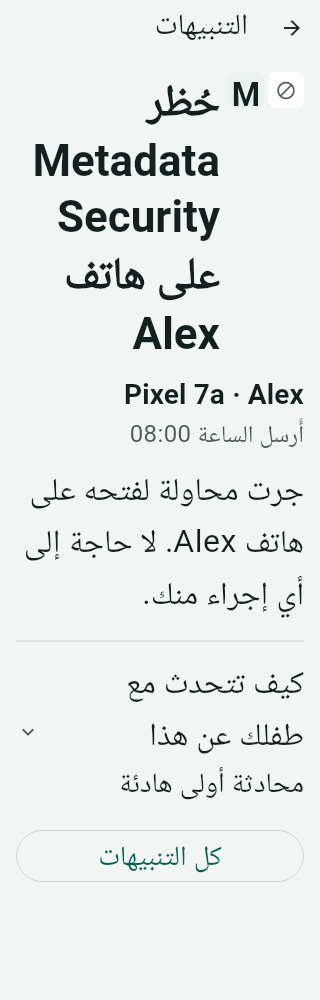 التنبيهات
M
حُظر
Metadata
Security
على هاتف
Alex
Pixel 7a · Alex
أرسل الساعة 08:00
جرت محاولة لفتحه على
هاتف Alex. لا حاجة إلى
أي إجراء منك.
كيف تتحدث مع
طفلك عن هذا
محادثة أولى هادئة
كل التنبيهات